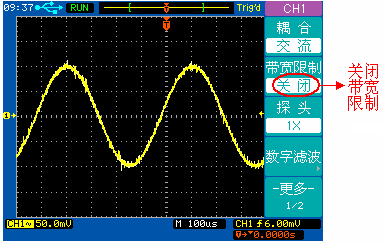 09:37 RUN Trig'd CH1
T
耦合
交流
带宽限制
关闭
关闭
带宽
限制
探头
1X
数字滤波
-更多-
1/2
1
CH1 50.0mV M 100us CH1 6.00mV
0.0000s